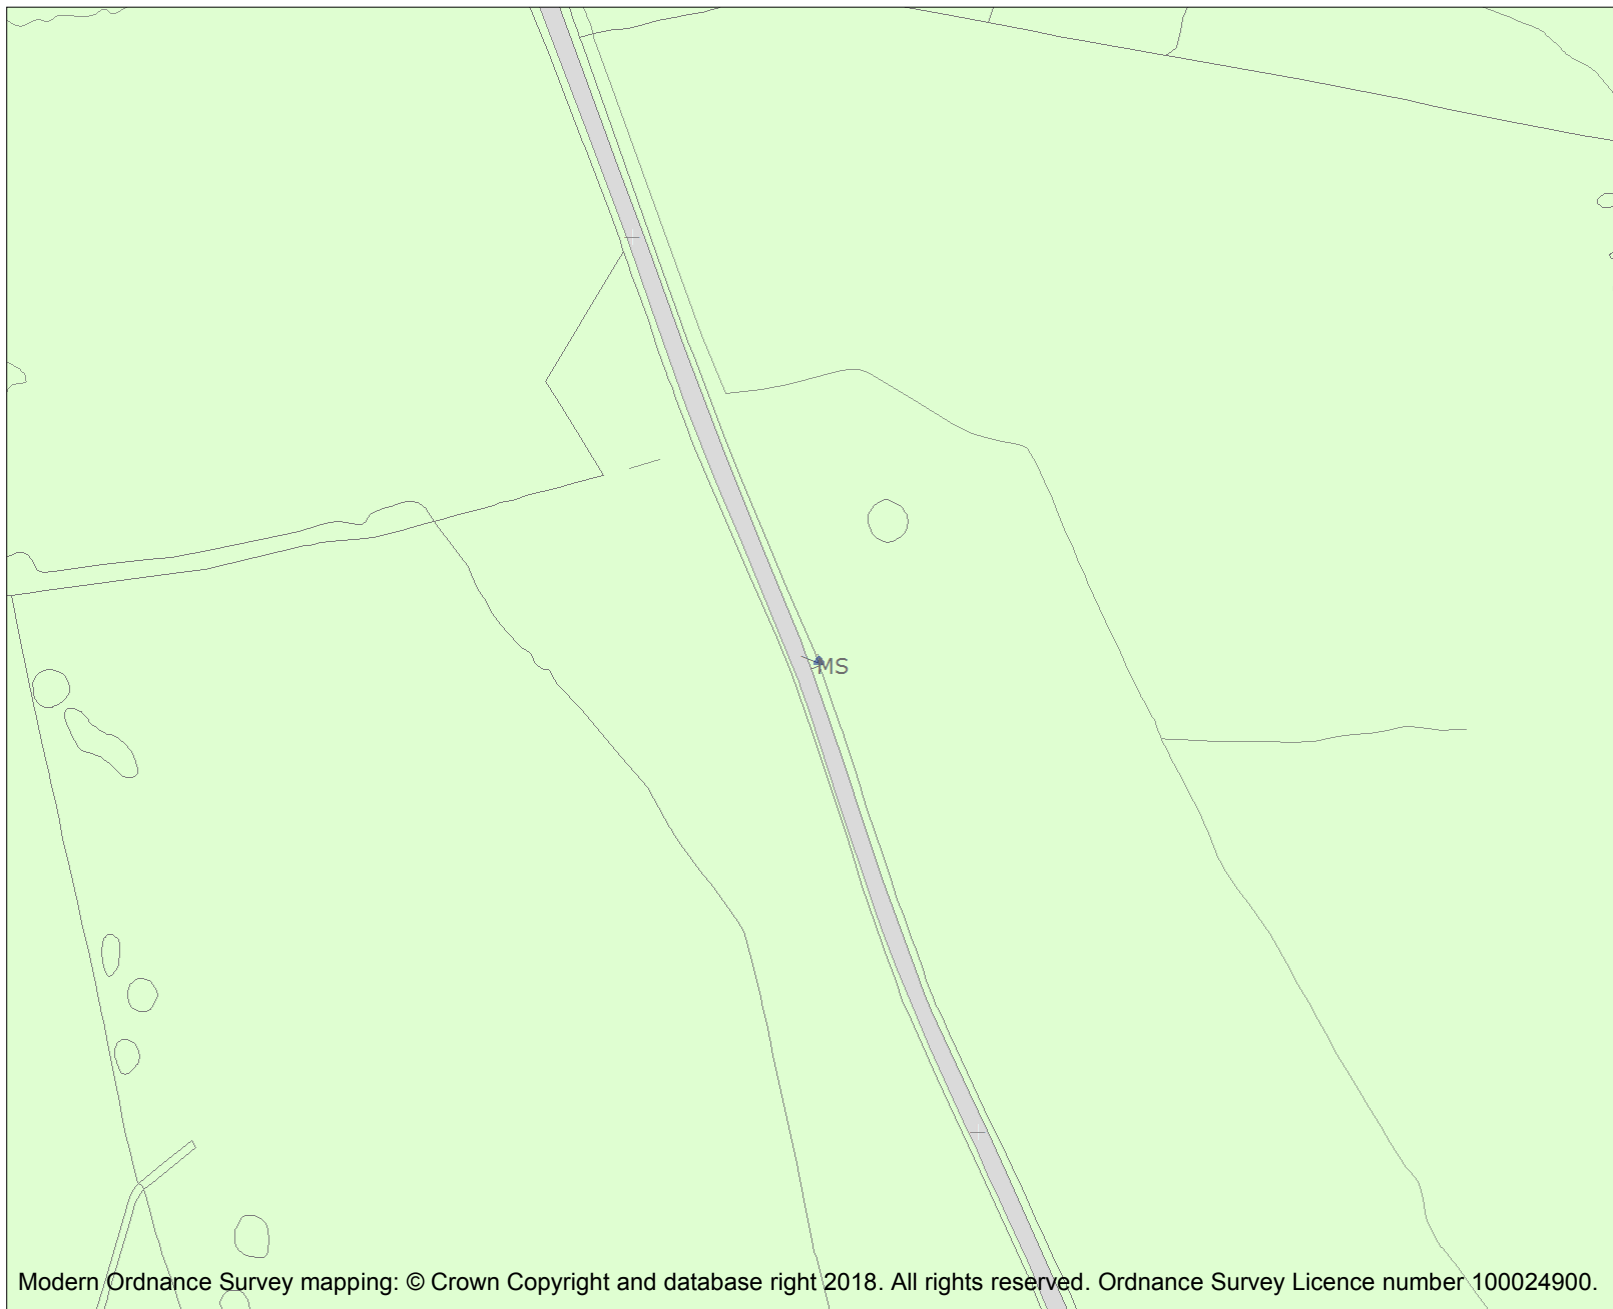 MS
Modern Ordnance Survey mapping: © Crown Copyright and database right 2018. All rights reserved. Ordnance Survey Licence number 100024900.